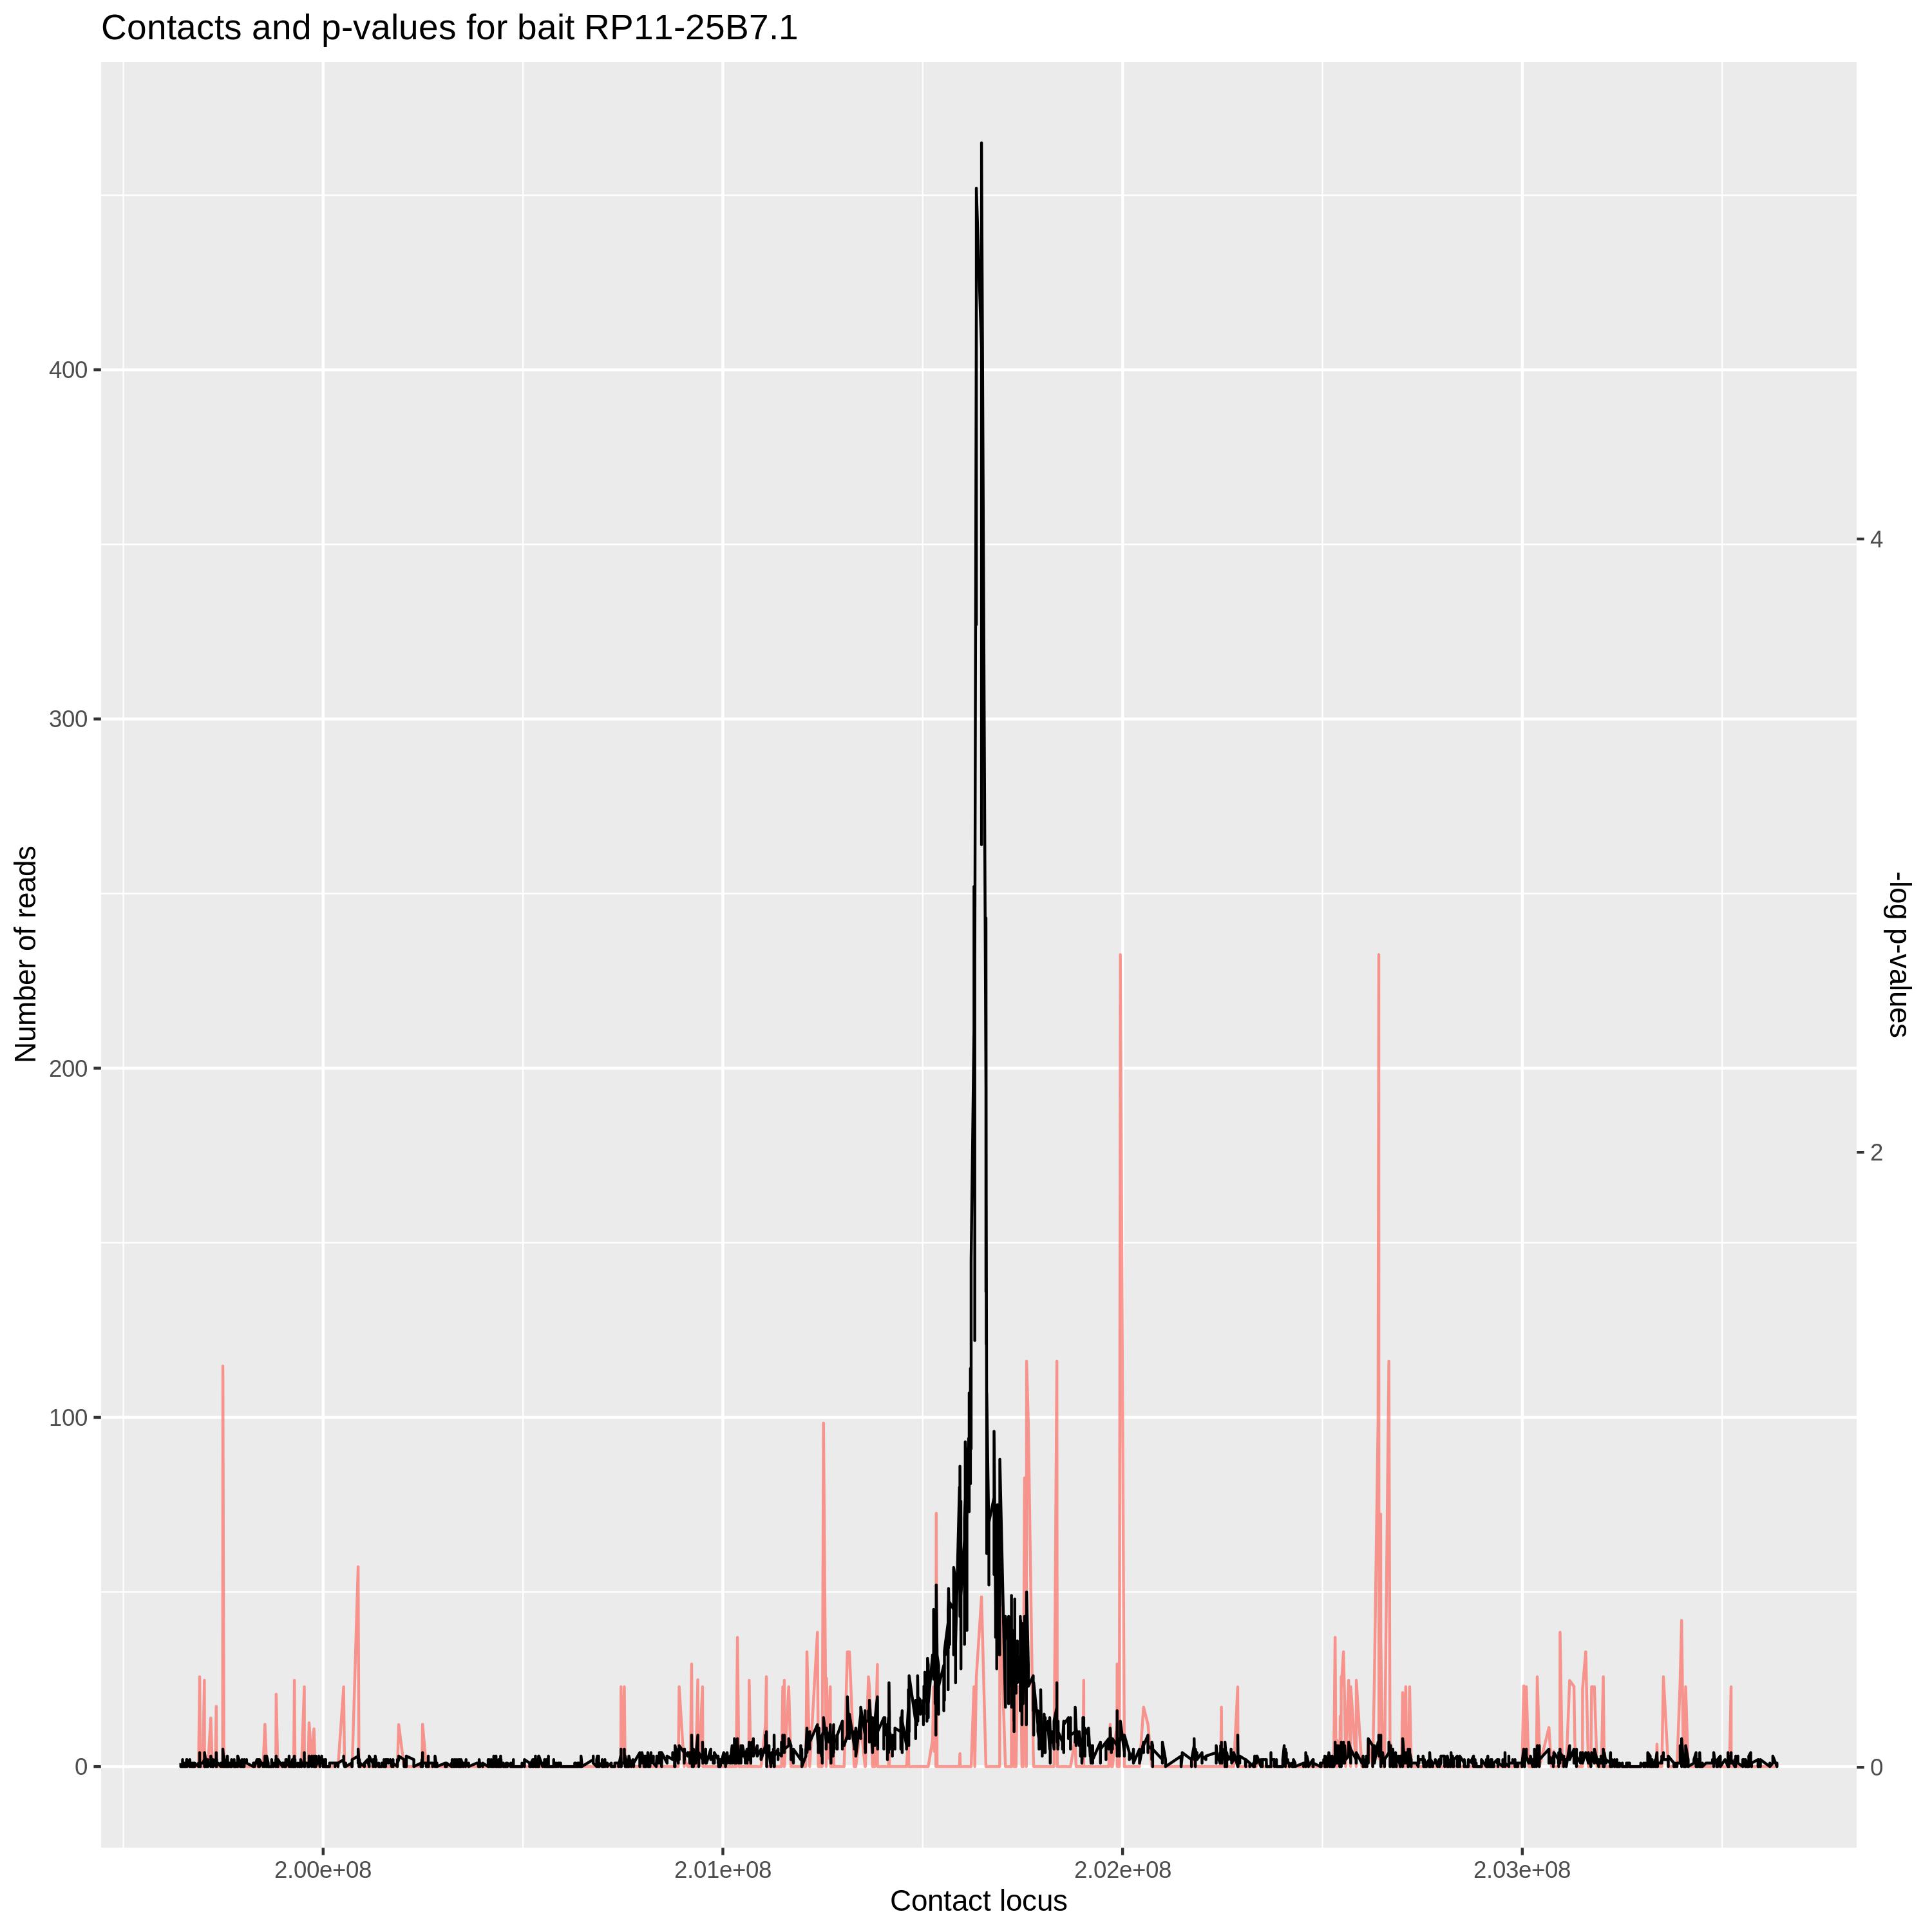 Contacts and p-values for bait RP11-25B7.1
Number of reads
400
300
200
100
0
4
2
0
-log p-values
2.00e+08
2.01e+08
2.02e+08
2.03e+08
Contact locus